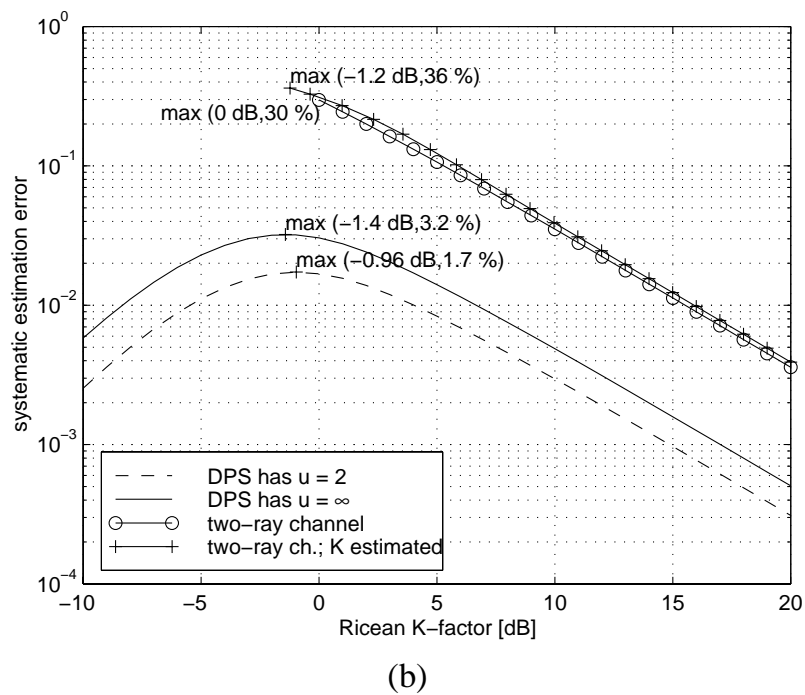 10^0
10^-1
10^-2
10^-3
10^-4
systematic estimation error
max (−1.2 dB,36 %)
max (0 dB,30 %)
max (−1.4 dB,3.2 %)
max (−0.96 dB,1.7 %)
DPS has u = 2
DPS has u = ∞
two−ray channel
two−ray ch.; K estimated
−10 −5 0 5 10 15 20
Ricean K−factor [dB]
(b)